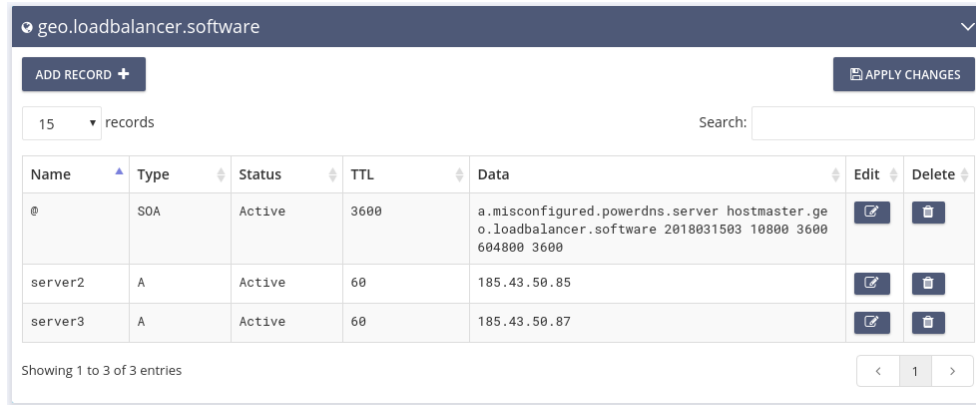 geo.loadbalancer.software
ADD RECORD
APPLY CHANGES
15 records
Search:
Name Type Status TTL Data Edit Delete
@ SOA Active 3600 a.misconfigured.powerdns.server hostmaster.ge
o.loadbalancer.software 2018031503 10800 3600
604800 3600
server2 A Active 60 185.43.50.85
server3 A Active 60 185.43.50.87
Showing 1 to 3 of 3 entries
< 1 >